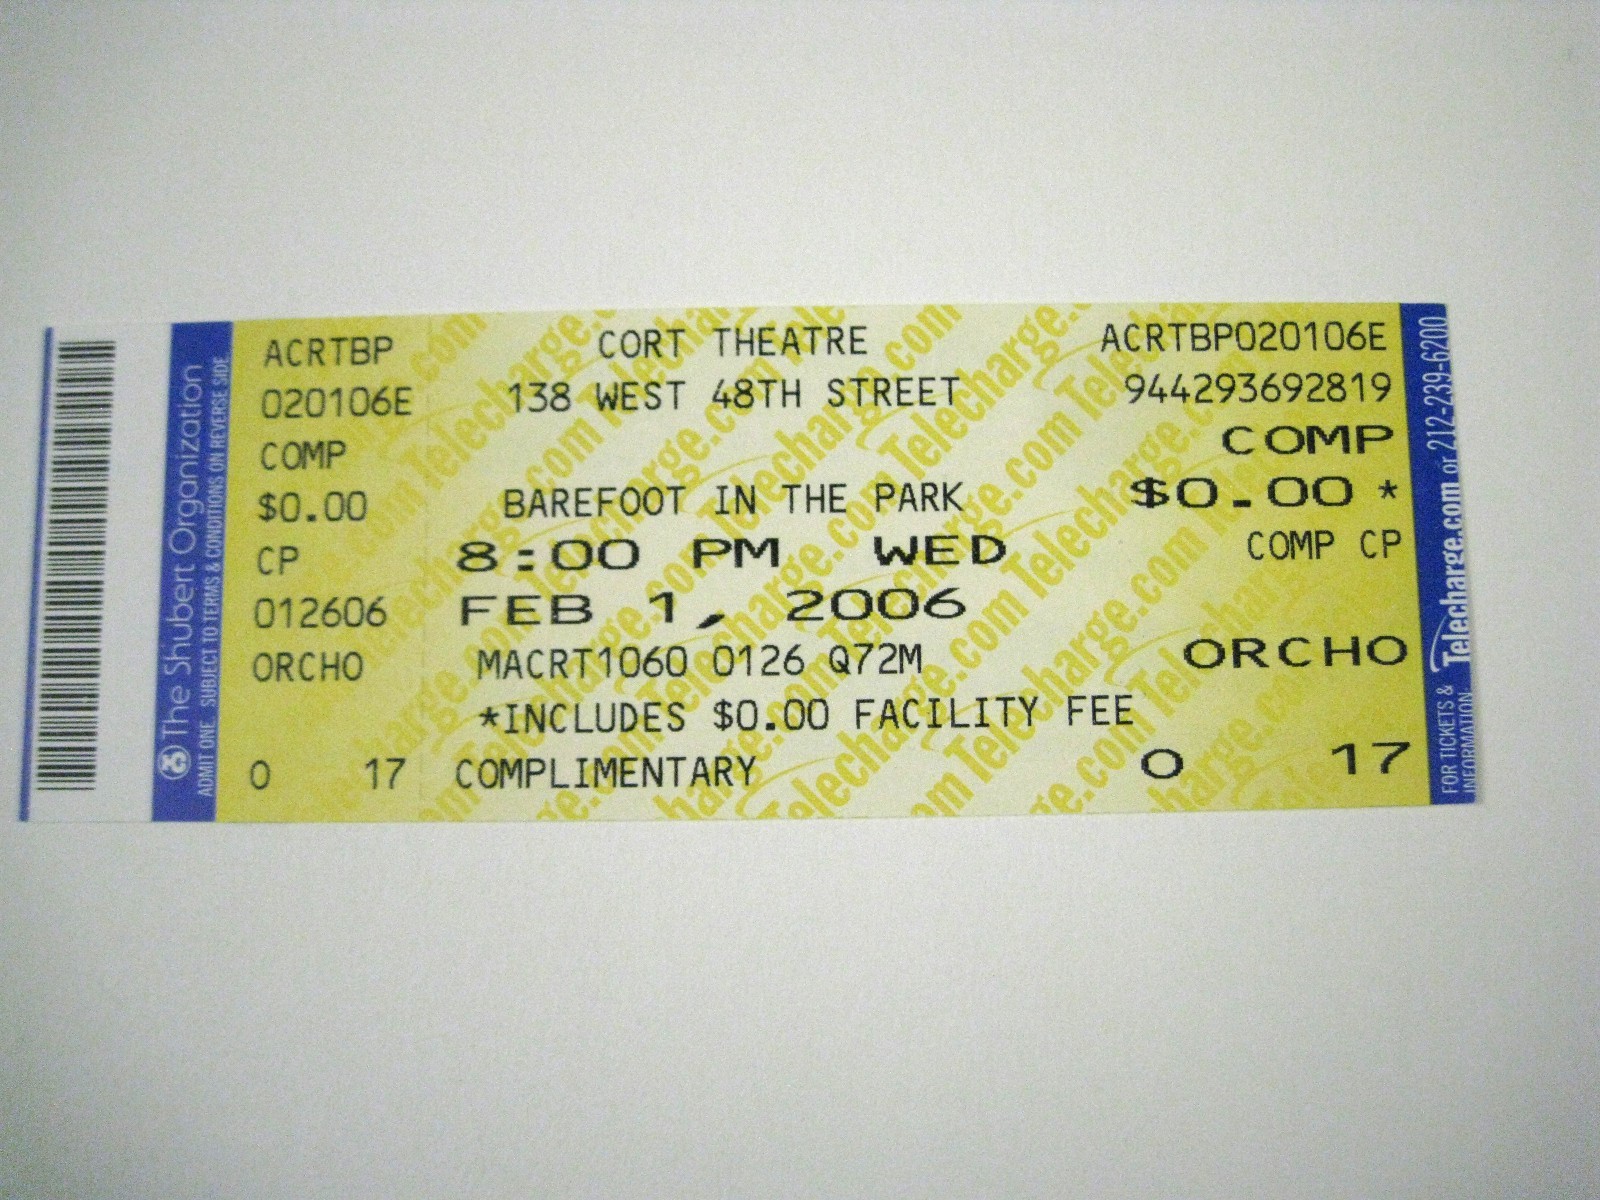 The Shubert Organization
ADMIT ONE. SUBJECT TO TERMS & CONDITIONS ON REVERSE SIDE
ACRTBP
020106E
COMP
$0.00
CP
012606
ORCHO
O 17
CORT THEATRE
138 WEST 48TH STREET
BAREFOOT IN THE PARK
8:00 PM WED
FEB 1, 2006
MACRT1060 0126 Q72M
*INCLUDES $0.00 FACILITY FEE
COMPLIMENTARY
ACRTBP020106E
944293692819
COMP
$0.00 *
COMP CP
ORCHO
O 17
FOR TICKETS & INFORMATION Telecharge.com or 212-239-6200